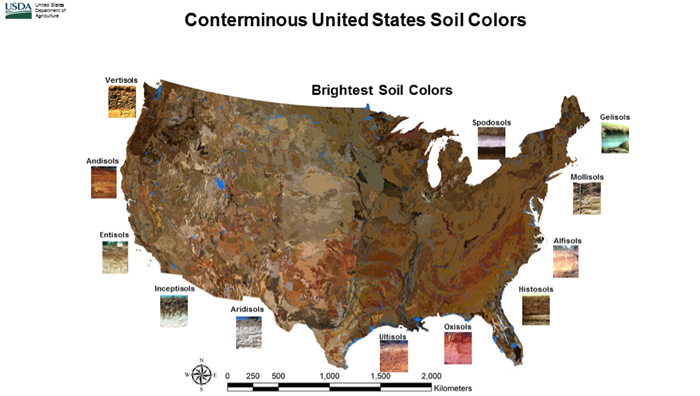 USDA
United States
Department of
Agriculture
Conterminous United States Soil Colors
Brightest Soil Colors
Vertisols
Spodosols
Gelisols
Andisols
Mollisols
Entisols
Alfisols
Inceptisols
Histosols
Aridisols
Oxisols
Ultisols
N
W
E
S
0 250 500 1,000 1,500 2,000
Kilometers